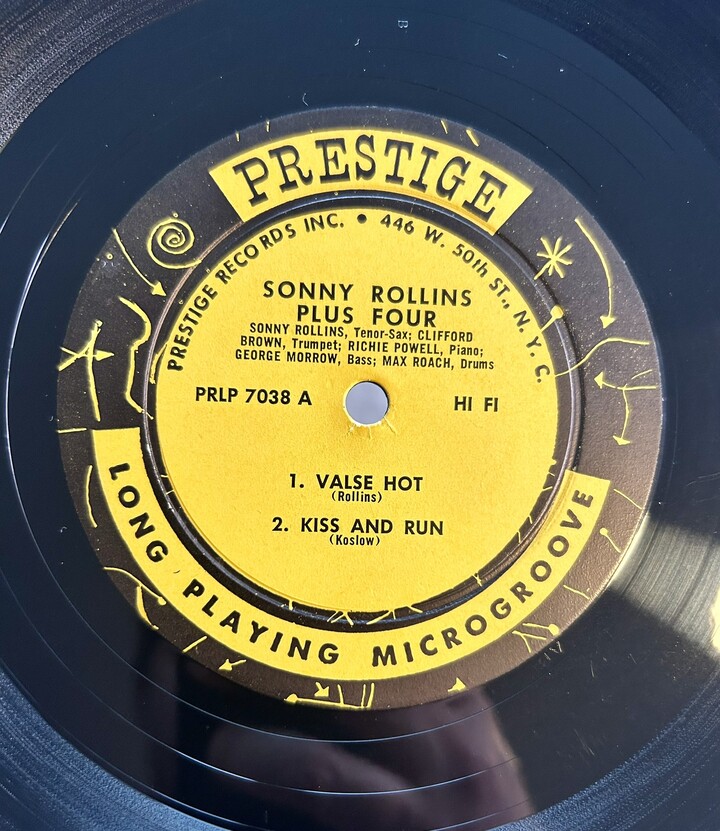 PRESTIGE
PRESTIGE RECORDS INC. • 446 W. 50th ST., N. Y. C.
SONNY ROLLINS
PLUS FOUR
SONNY ROLLINS, Tenor-Sax; CLIFFORD
BROWN, Trumpet; RICHIE POWELL, Piano;
GEORGE MORROW, Bass; MAX ROACH, Drums
PRLP 7038 A
HI FI
1. VALSE HOT
(Rollins)
2. KISS AND RUN
(Koslow)
LONG PLAYING MICROGROOVE